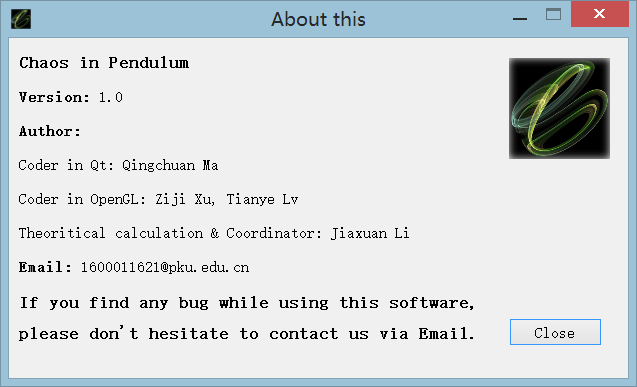 About this
Chaos in Pendulum
Version: 1.0
Author:
Coder in Qt: Qingchuan Ma
Coder in OpenGL: Ziji Xu, Tianye Lv
Theoritical calculation & Coordinator: Jiaxuan Li
Email: 1600011621@pku.edu.cn
If you find any bug while using this software,
please don't hesitate to contact us via Email.
Close